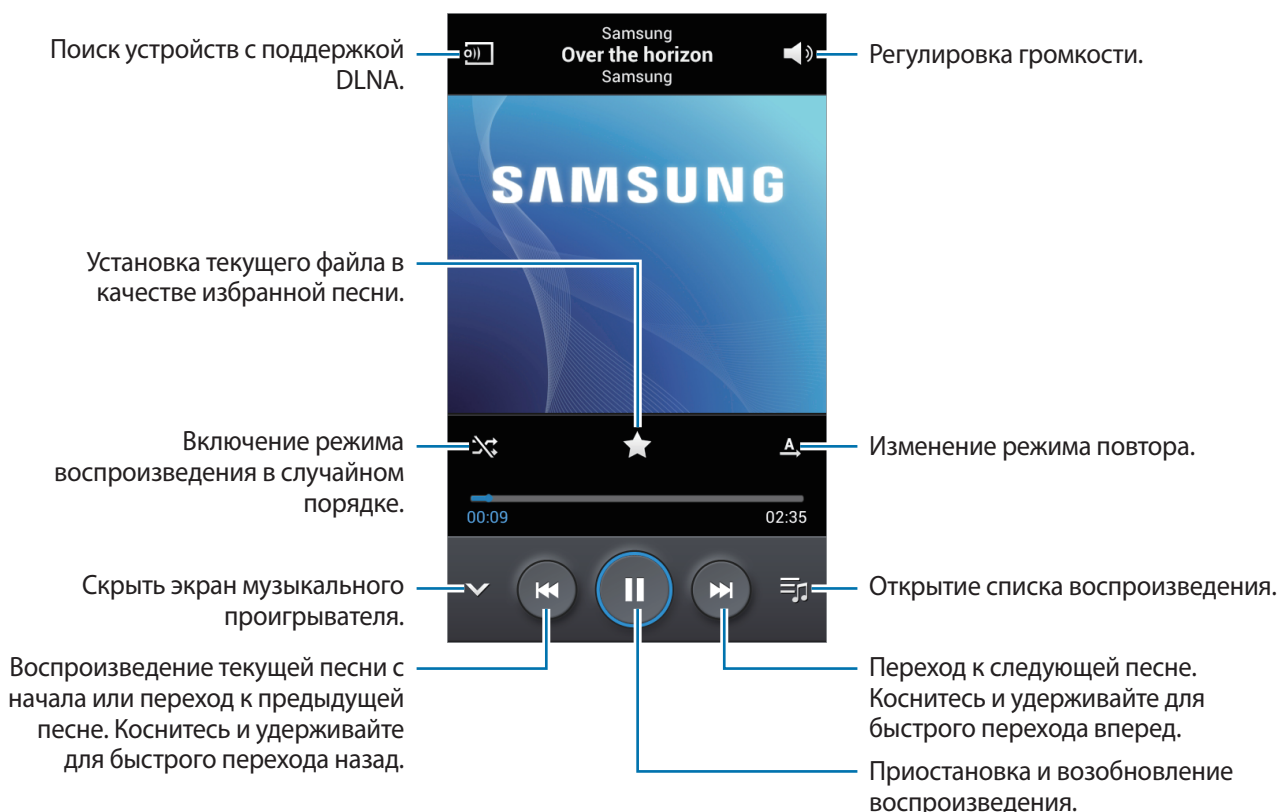 Поиск устройств с поддержкой
DLNA.
Samsung
Over the horizon
Samsung
Регулировка громкости.
SAMSUNG
Установка текущего файла в
качестве избранной песни.
Включение режима
воспроизведения в случайном
порядке.
A
Изменение режима повтора.
00:09
02:35
Скрыть экран музыкального
проигрывателя.
Открытие списка воспроизведения.
Воспроизведение текущей песни с
начала или переход к предыдущей
песне. Коснитесь и удерживайте
для быстрого перехода назад.
Переход к следующей песне.
Коснитесь и удерживайте для
быстрого перехода вперед.
Приостановка и возобновление
воспроизведения.